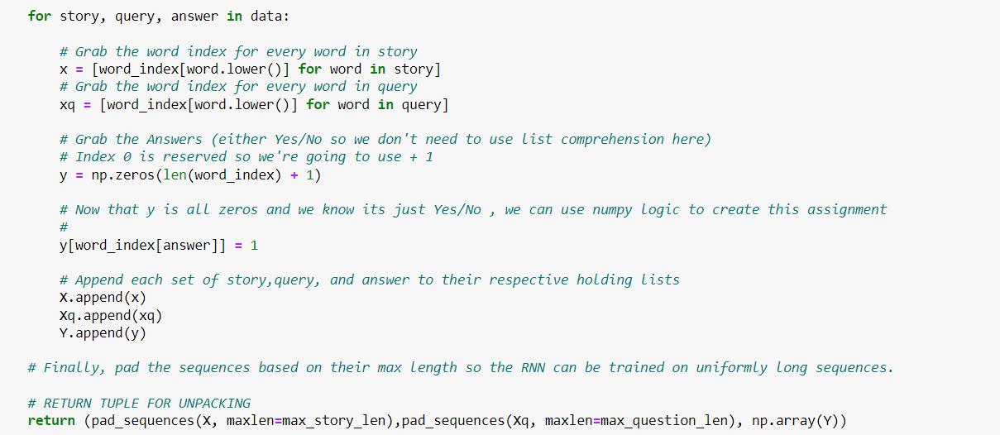 for story, query, answer in data:
# Grab the word index for every word in story
x = [word_index[word.lower()] for word in story]
# Grab the word index for every word in query
xq = [word_index[word.lower()] for word in query]
# Grab the Answers (either Yes/No so we don't need to use list comprehension here)
# Index 0 is reserved so we're going to use + 1
y = np.zeros(len(word_index) + 1)
# Now that y is all zeros and we know its just Yes/No , we can use numpy logic to create this assignment
#
y[word_index[answer]] = 1
# Append each set of story,query, and answer to their respective holding lists
X.append(x)
Xq.append(xq)
Y.append(y)
# Finally, pad the sequences based on their max length so the RNN can be trained on uniformly long sequences.
# RETURN TUPLE FOR UNPACKING
return (pad_sequences(X, maxlen=max_story_len),pad_sequences(Xq, maxlen=max_question_len), np.array(Y))